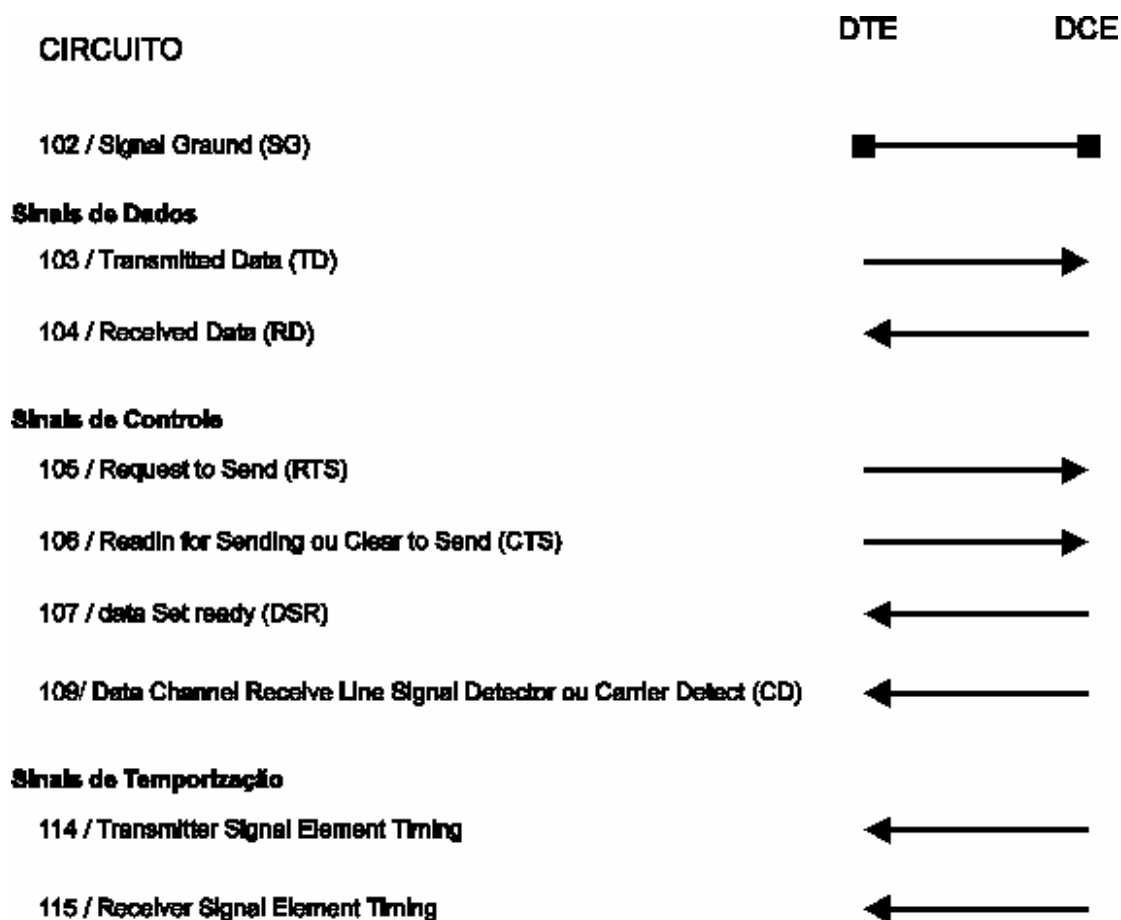 DTE DCE
CIRCUITO
102 / Signal Graund (SG)
Sinais de Dados
103 / Transmitted Data (TD)
104 / Received Data (RD)
Sinais de Controle
105 / Request to Send (RTS)
106 / Readin for Sending ou Clear to Send (CTS)
107 / data Set ready (DSR)
109/ Data Channel Receive Line Signal Detector ou Carrier Detect (CD)
Sinais de Temporização
114 / Transmitter Signal Element Timing
115 / Receiver Signal Element Timing